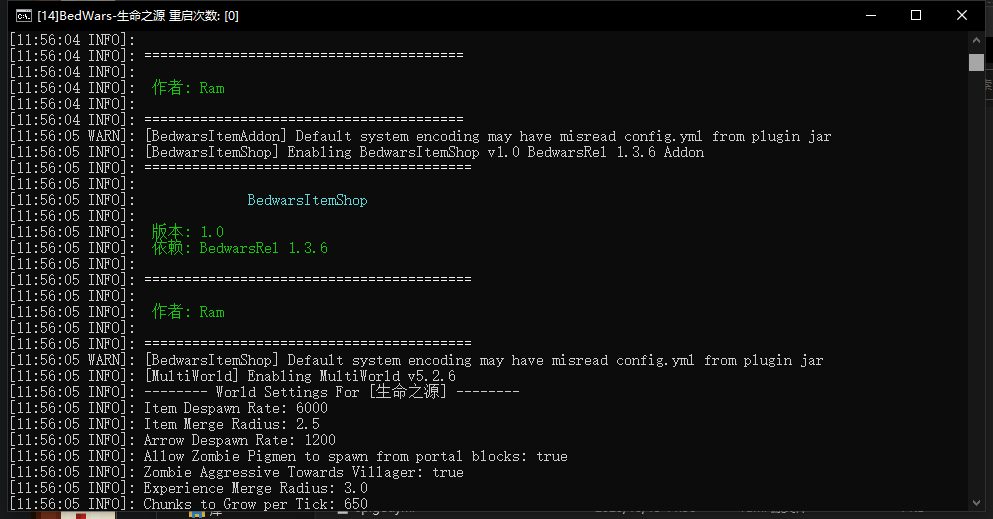 [14]BedWars-生命之源 重启次数: [0]
[11:56:04 INFO]:
[11:56:04 INFO]: ========================================
[11:56:04 INFO]:
[11:56:04 INFO]: 作者: Ram
[11:56:04 INFO]:
[11:56:04 INFO]: ========================================
[11:56:05 WARN]: [BedwarsItemAddon] Default system encoding may have misread config.yml from plugin jar
[11:56:05 INFO]: [BedwarsItemShop] Enabling BedwarsItemShop v1.0 BedwarsRel 1.3.6 Addon
[11:56:05 INFO]: =========================================
[11:56:05 INFO]:
[11:56:05 INFO]: BedwarsItemShop
[11:56:05 INFO]:
[11:56:05 INFO]: 版本: 1.0
[11:56:05 INFO]: 依赖: BedwarsRel 1.3.6
[11:56:05 INFO]:
[11:56:05 INFO]: =========================================
[11:56:05 INFO]:
[11:56:05 INFO]: 作者: Ram
[11:56:05 INFO]:
[11:56:05 INFO]: =========================================
[11:56:05 WARN]: [BedwarsItemShop] Default system encoding may have misread config.yml from plugin jar
[11:56:05 INFO]: [MultiWorld] Enabling MultiWorld v5.2.6
[11:56:05 INFO]: -------- World Settings For [生命之源] --------
[11:56:05 INFO]: Item Despawn Rate: 6000
[11:56:05 INFO]: Item Merge Radius: 2.5
[11:56:05 INFO]: Arrow Despawn Rate: 1200
[11:56:05 INFO]: Allow Zombie Pigmen to spawn from portal blocks: true
[11:56:05 INFO]: Zombie Aggressive Towards Villager: true
[11:56:05 INFO]: Experience Merge Radius: 3.0
[11:56:05 INFO]: Chunks to Grow per Tick: 650